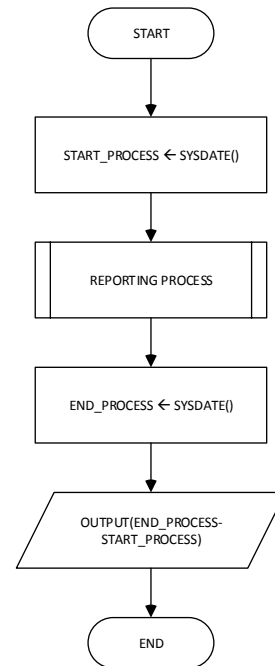 START
START_PROCESS ← SYSDATE()
REPORTING PROCESS
END_PROCESS ← SYSDATE()
OUTPUT(END_PROCESS-
START_PROCESS)
END